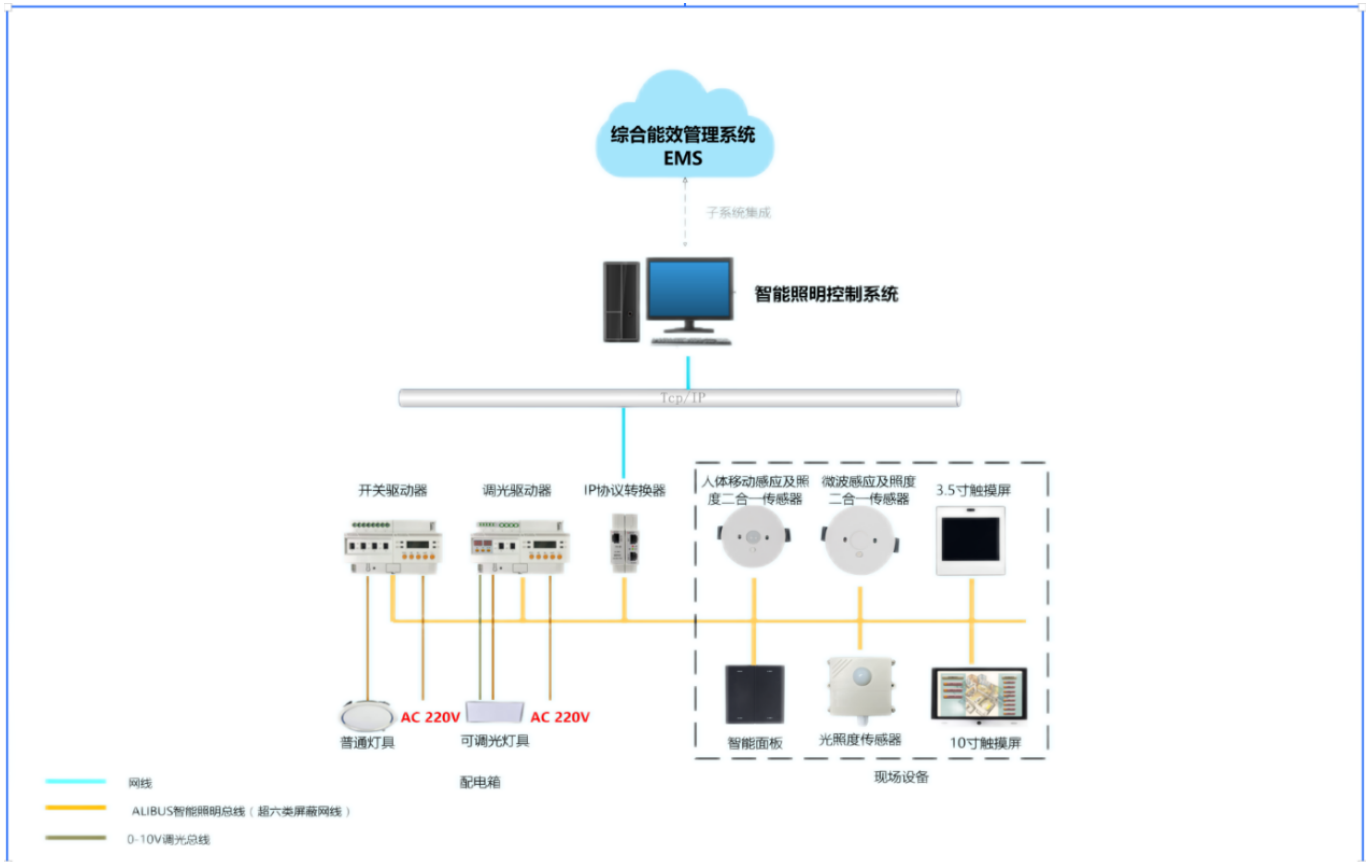 综合能效管理系统
EMS
子系统集成
智能照明控制系统
Tcp/IP
开关驱动器
调光驱动器
IP协议转换器
人体移动感应及照
度二合一传感器
微波感应及照度
二合一传感器
3.5寸触摸屏
AC 220V
AC 220V
普通灯具
可调光灯具
智能面板
光照度传感器
10寸触摸屏
配电箱
现场设备
网线
ALIBUS智能照明总线（超六类屏蔽网线）
0-10V调光总线